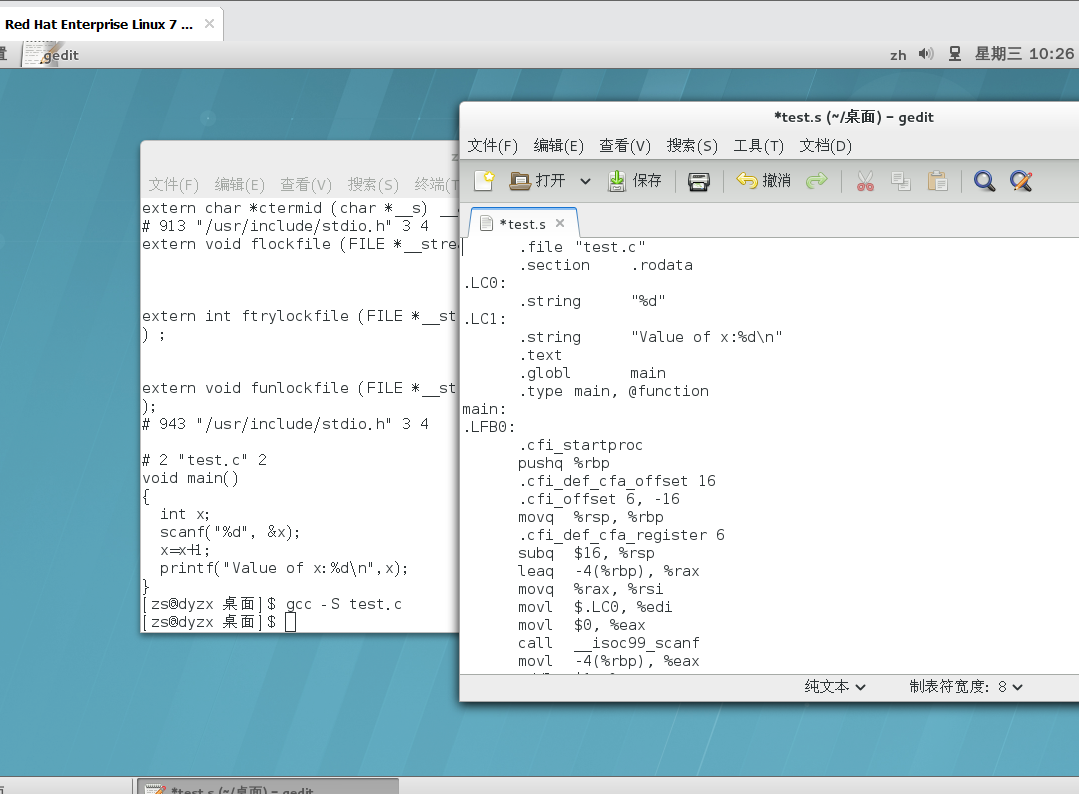 Red Hat Enterprise Linux 7 ...
置
gedit
zh
星期三 10:26
文件(F) 编辑(E) 查看(V) 搜索(S) 终端(T
extern char *ctermid (char *__s) __
# 913 "/usr/include/stdio.h" 3 4
extern void flockfile (FILE *__strea
extern int ftrylockfile (FILE *__st
) ;
extern void funlockfile (FILE *__st
);
# 943 "/usr/include/stdio.h" 3 4
# 2 "test.c" 2
void main()
{
int x;
scanf("%d", &x);
x=x+1;
printf("Value of x:%d\n",x);
}
[zs@dyzx 桌面]$ gcc -S test.c
[zs@dyzx 桌面]$
*test.s (~/桌面) - gedit
文件(F) 编辑(E) 查看(V) 搜索(S) 工具(T) 文档(D)
打开 保存 撤消
*test.s
.file "test.c"
.section .rodata
.LC0:
.string "%d"
.LC1:
.string "Value of x:%d\n"
.text
.globl main
.type main, @function
main:
.LFB0:
.cfi_startproc
pushq %rbp
.cfi_def_cfa_offset 16
.cfi_offset 6, -16
movq %rsp, %rbp
.cfi_def_cfa_register 6
subq $16, %rsp
leaq -4(%rbp), %rax
movq %rax, %rsi
movl $.LC0, %edi
movl $0, %eax
call __isoc99_scanf
movl -4(%rbp), %eax
纯文本 制表符宽度: 8
*test.s (~/桌面) - gedit